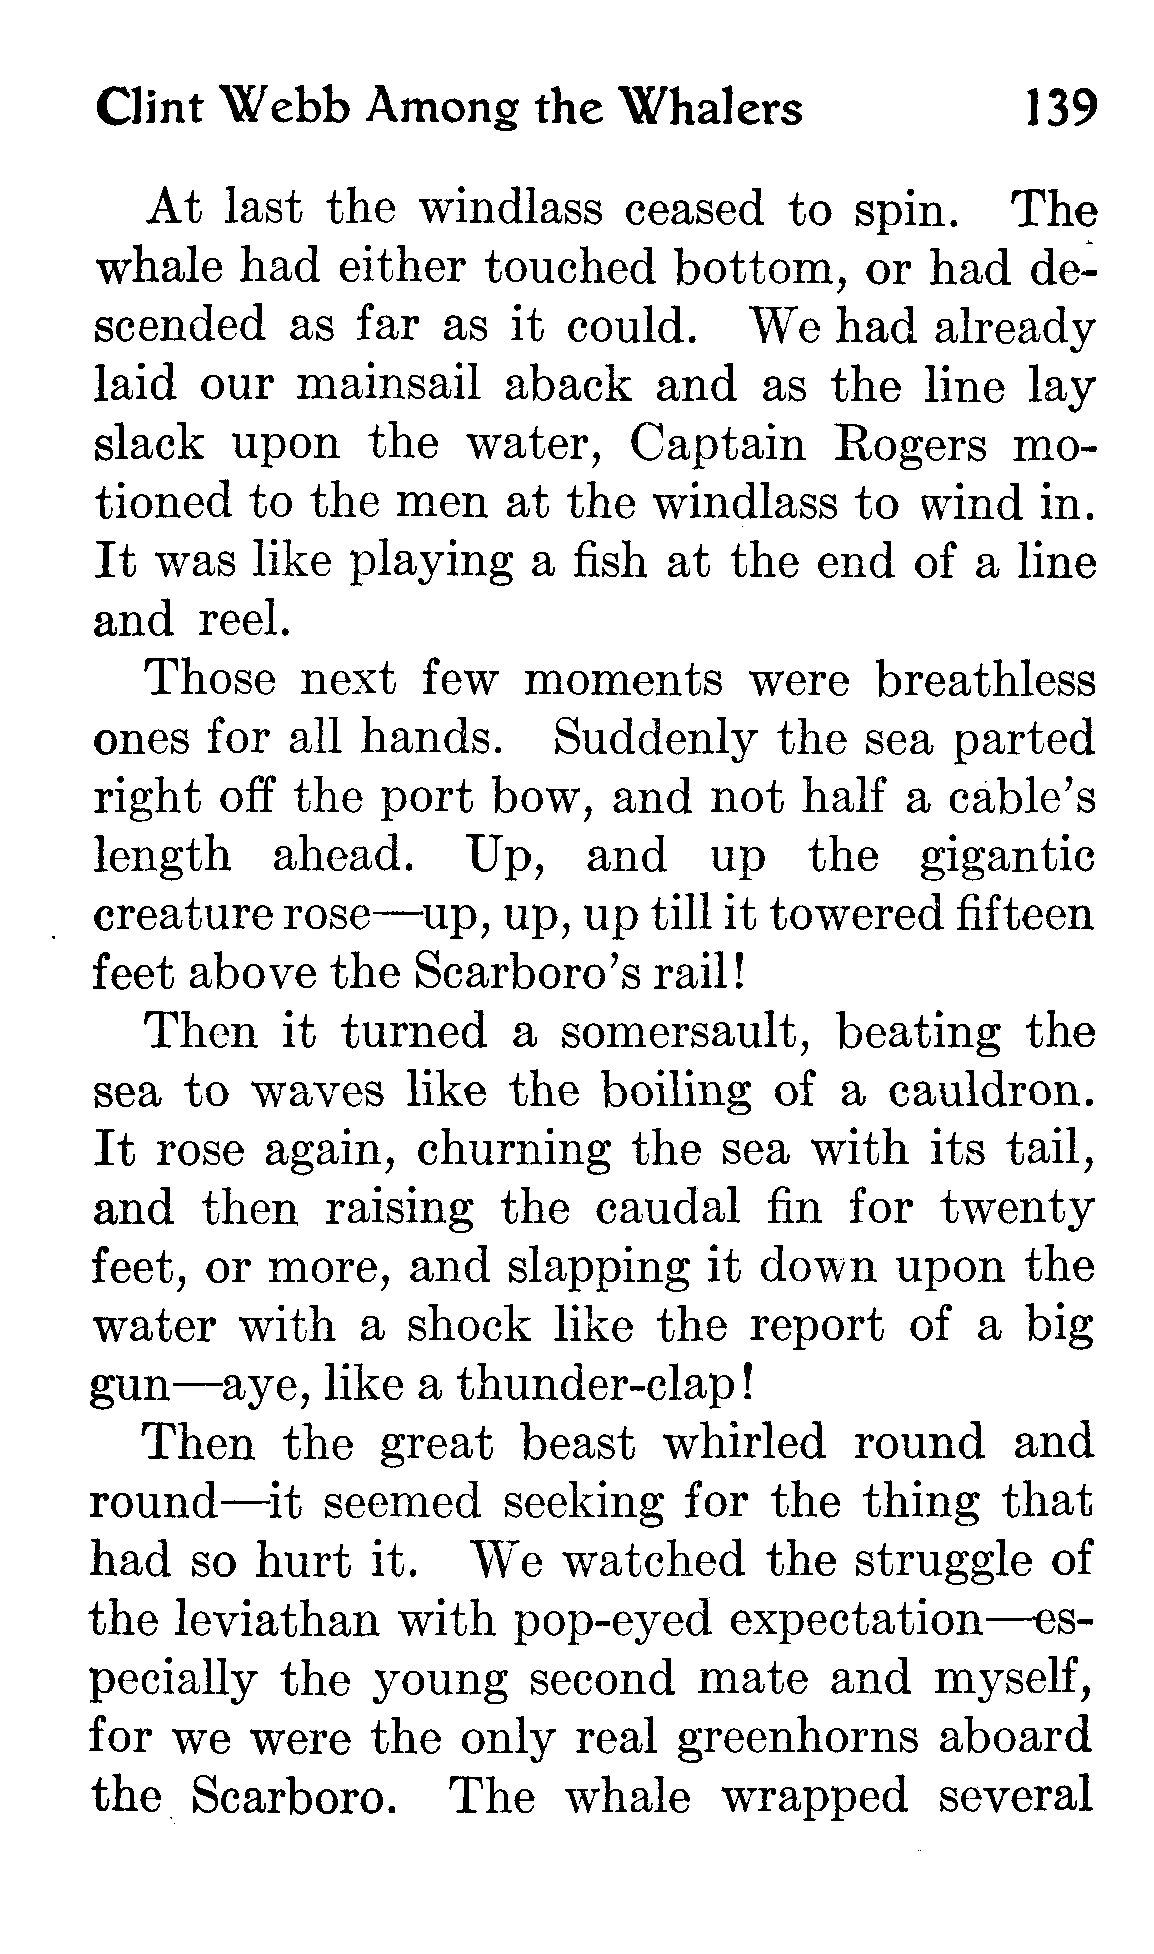 Clint Webb Among the Whalers 139
At last the windlass ceased to spin. The
whale had either touched bottom, or had de-
scended as far as it could. We had already
laid our mainsail aback and as the line lay
slack upon the water, Captain Rogers mo-
tioned to the men at the windlass to wind in.
It was like playing a fish at the end of a line
and reel.
Those next few moments were breathless
ones for all hands. Suddenly the sea parted
right off the port bow, and not half a cable's
length ahead. Up, and up the gigantic
creature rose—up, up, up till it towered fifteen
feet above the Scarboro's rail!
Then it turned a somersault, beating the
sea to waves like the boiling of a cauldron.
It rose again, churning the sea with its tail,
and then raising the caudal fin for twenty
feet, or more, and slapping it down upon the
water with a shock like the report of a big
gun—aye, like a thunder-clap!
Then the great beast whirled round and
round—it seemed seeking for the thing that
had so hurt it. We watched the struggle of
the leviathan with pop-eyed expectation—es-
pecially the young second mate and myself,
for we were the only real greenhorns aboard
the Scarboro. The whale wrapped several